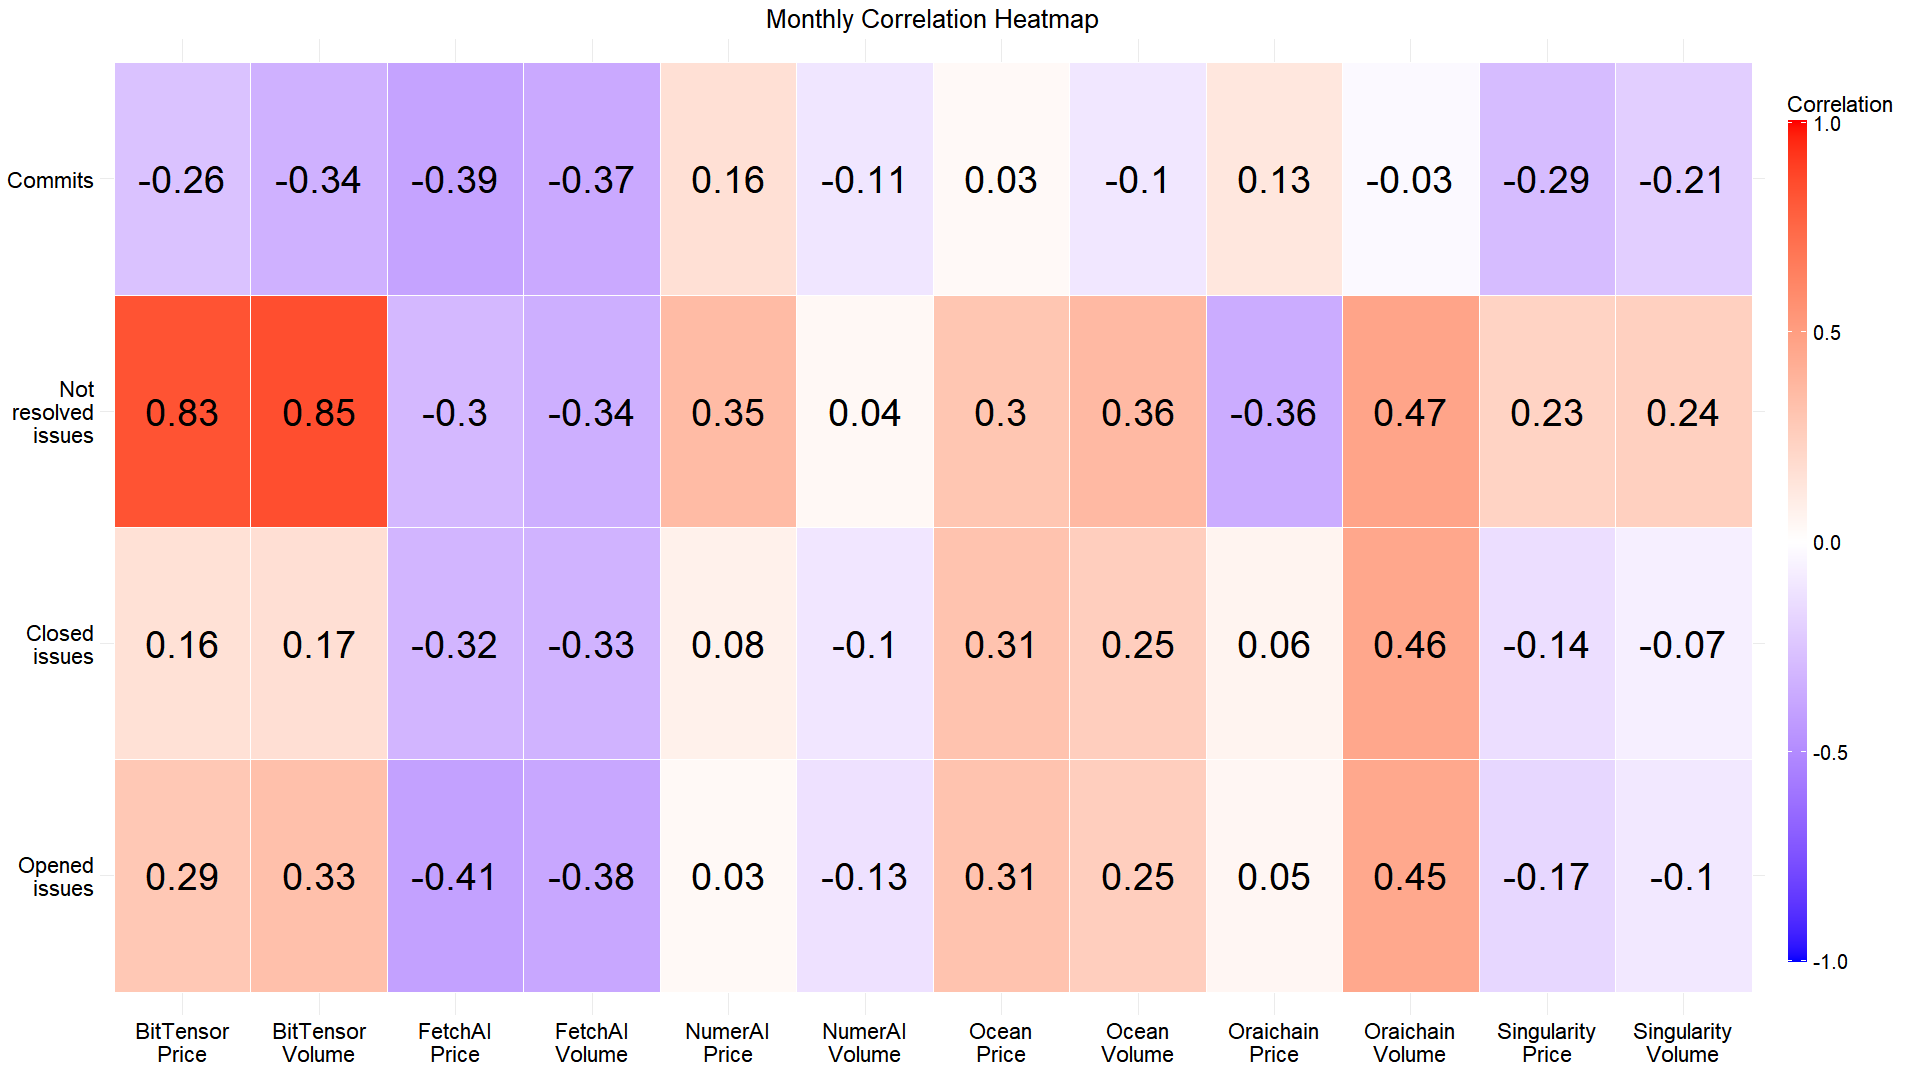 Monthly Correlation Heatmap
Commits
-0.26 -0.34 -0.39 -0.37 0.16 -0.11 0.03 -0.1 0.13 -0.03 -0.29 -0.21
Not
resolved
issues
0.83 0.85 -0.3 -0.34 0.35 0.04 0.3 0.36 -0.36 0.47 0.23 0.24
Closed
issues
0.16 0.17 -0.32 -0.33 0.08 -0.1 0.31 0.25 0.06 0.46 -0.14 -0.07
Opened
issues
0.29 0.33 -0.41 -0.38 0.03 -0.13 0.31 0.25 0.05 0.45 -0.17 -0.1
BitTensor
Price
BitTensor
Volume
FetchAI
Price
FetchAI
Volume
NumerAI
Price
NumerAI
Volume
Ocean
Price
Ocean
Volume
Oraichain
Price
Oraichain
Volume
Singularity
Price
Singularity
Volume
Correlation
1.0
0.5
0.0
-0.5
-1.0